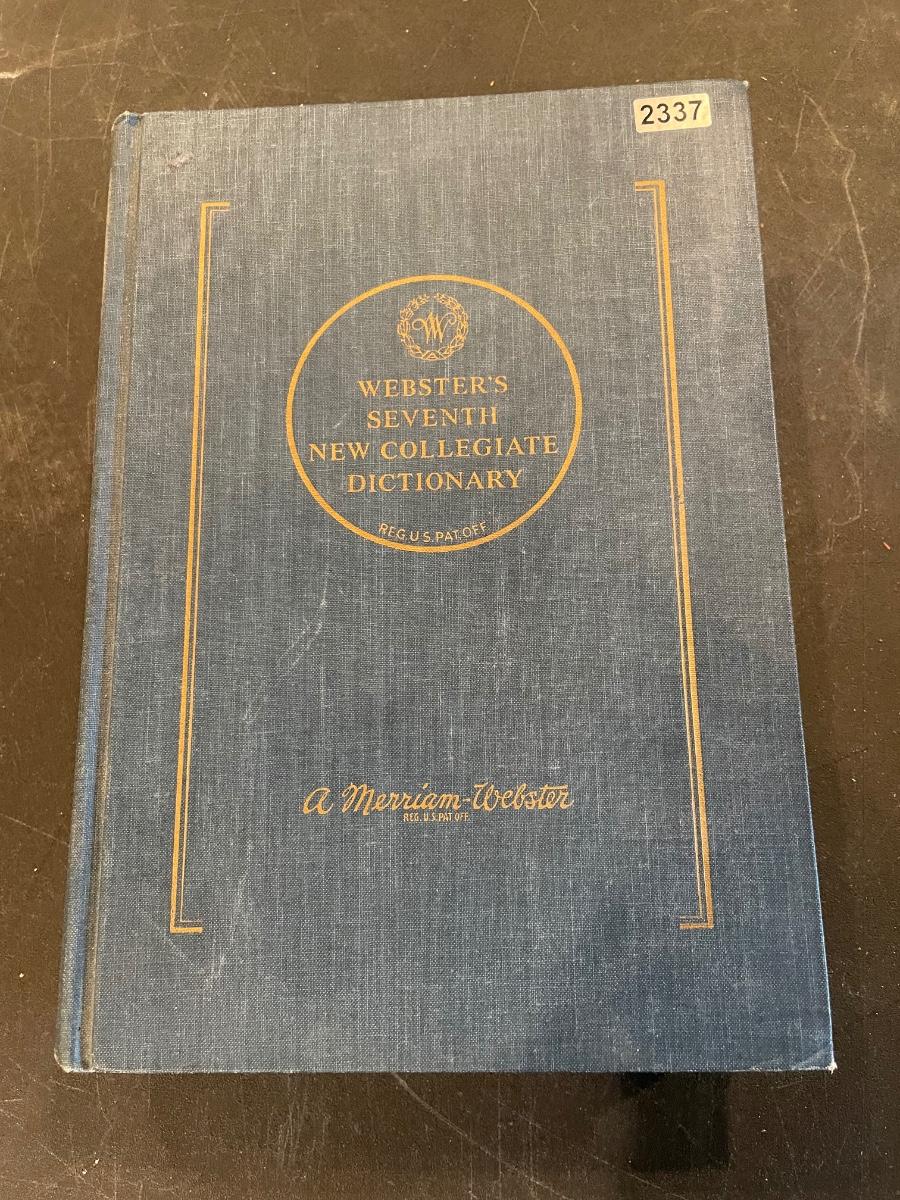 2337
W
WEBSTER'S
SEVENTH
NEW COLLEGIATE
DICTIONARY
REG.U.S.PAT.OFF
a Merriam-Webster
REG. U.S. PAT OFF